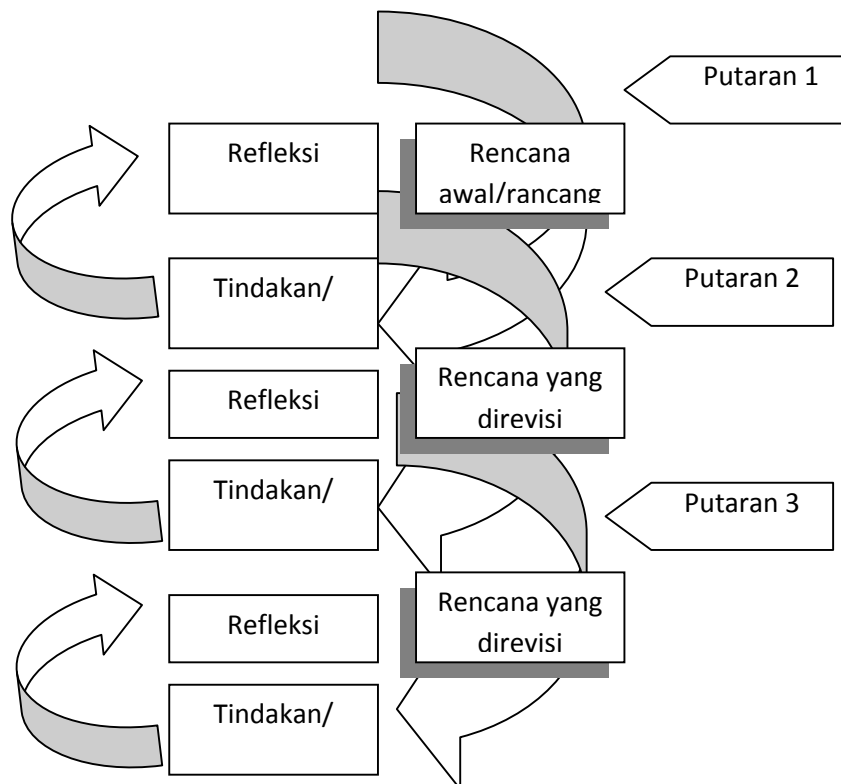 Putaran 1
Refleksi
Rencana
awal/rancang
Tindakan/
Putaran 2
Refleksi
Rencana yang
direvisi
Tindakan/
Putaran 3
Refleksi
Rencana yang
direvisi
Tindakan/